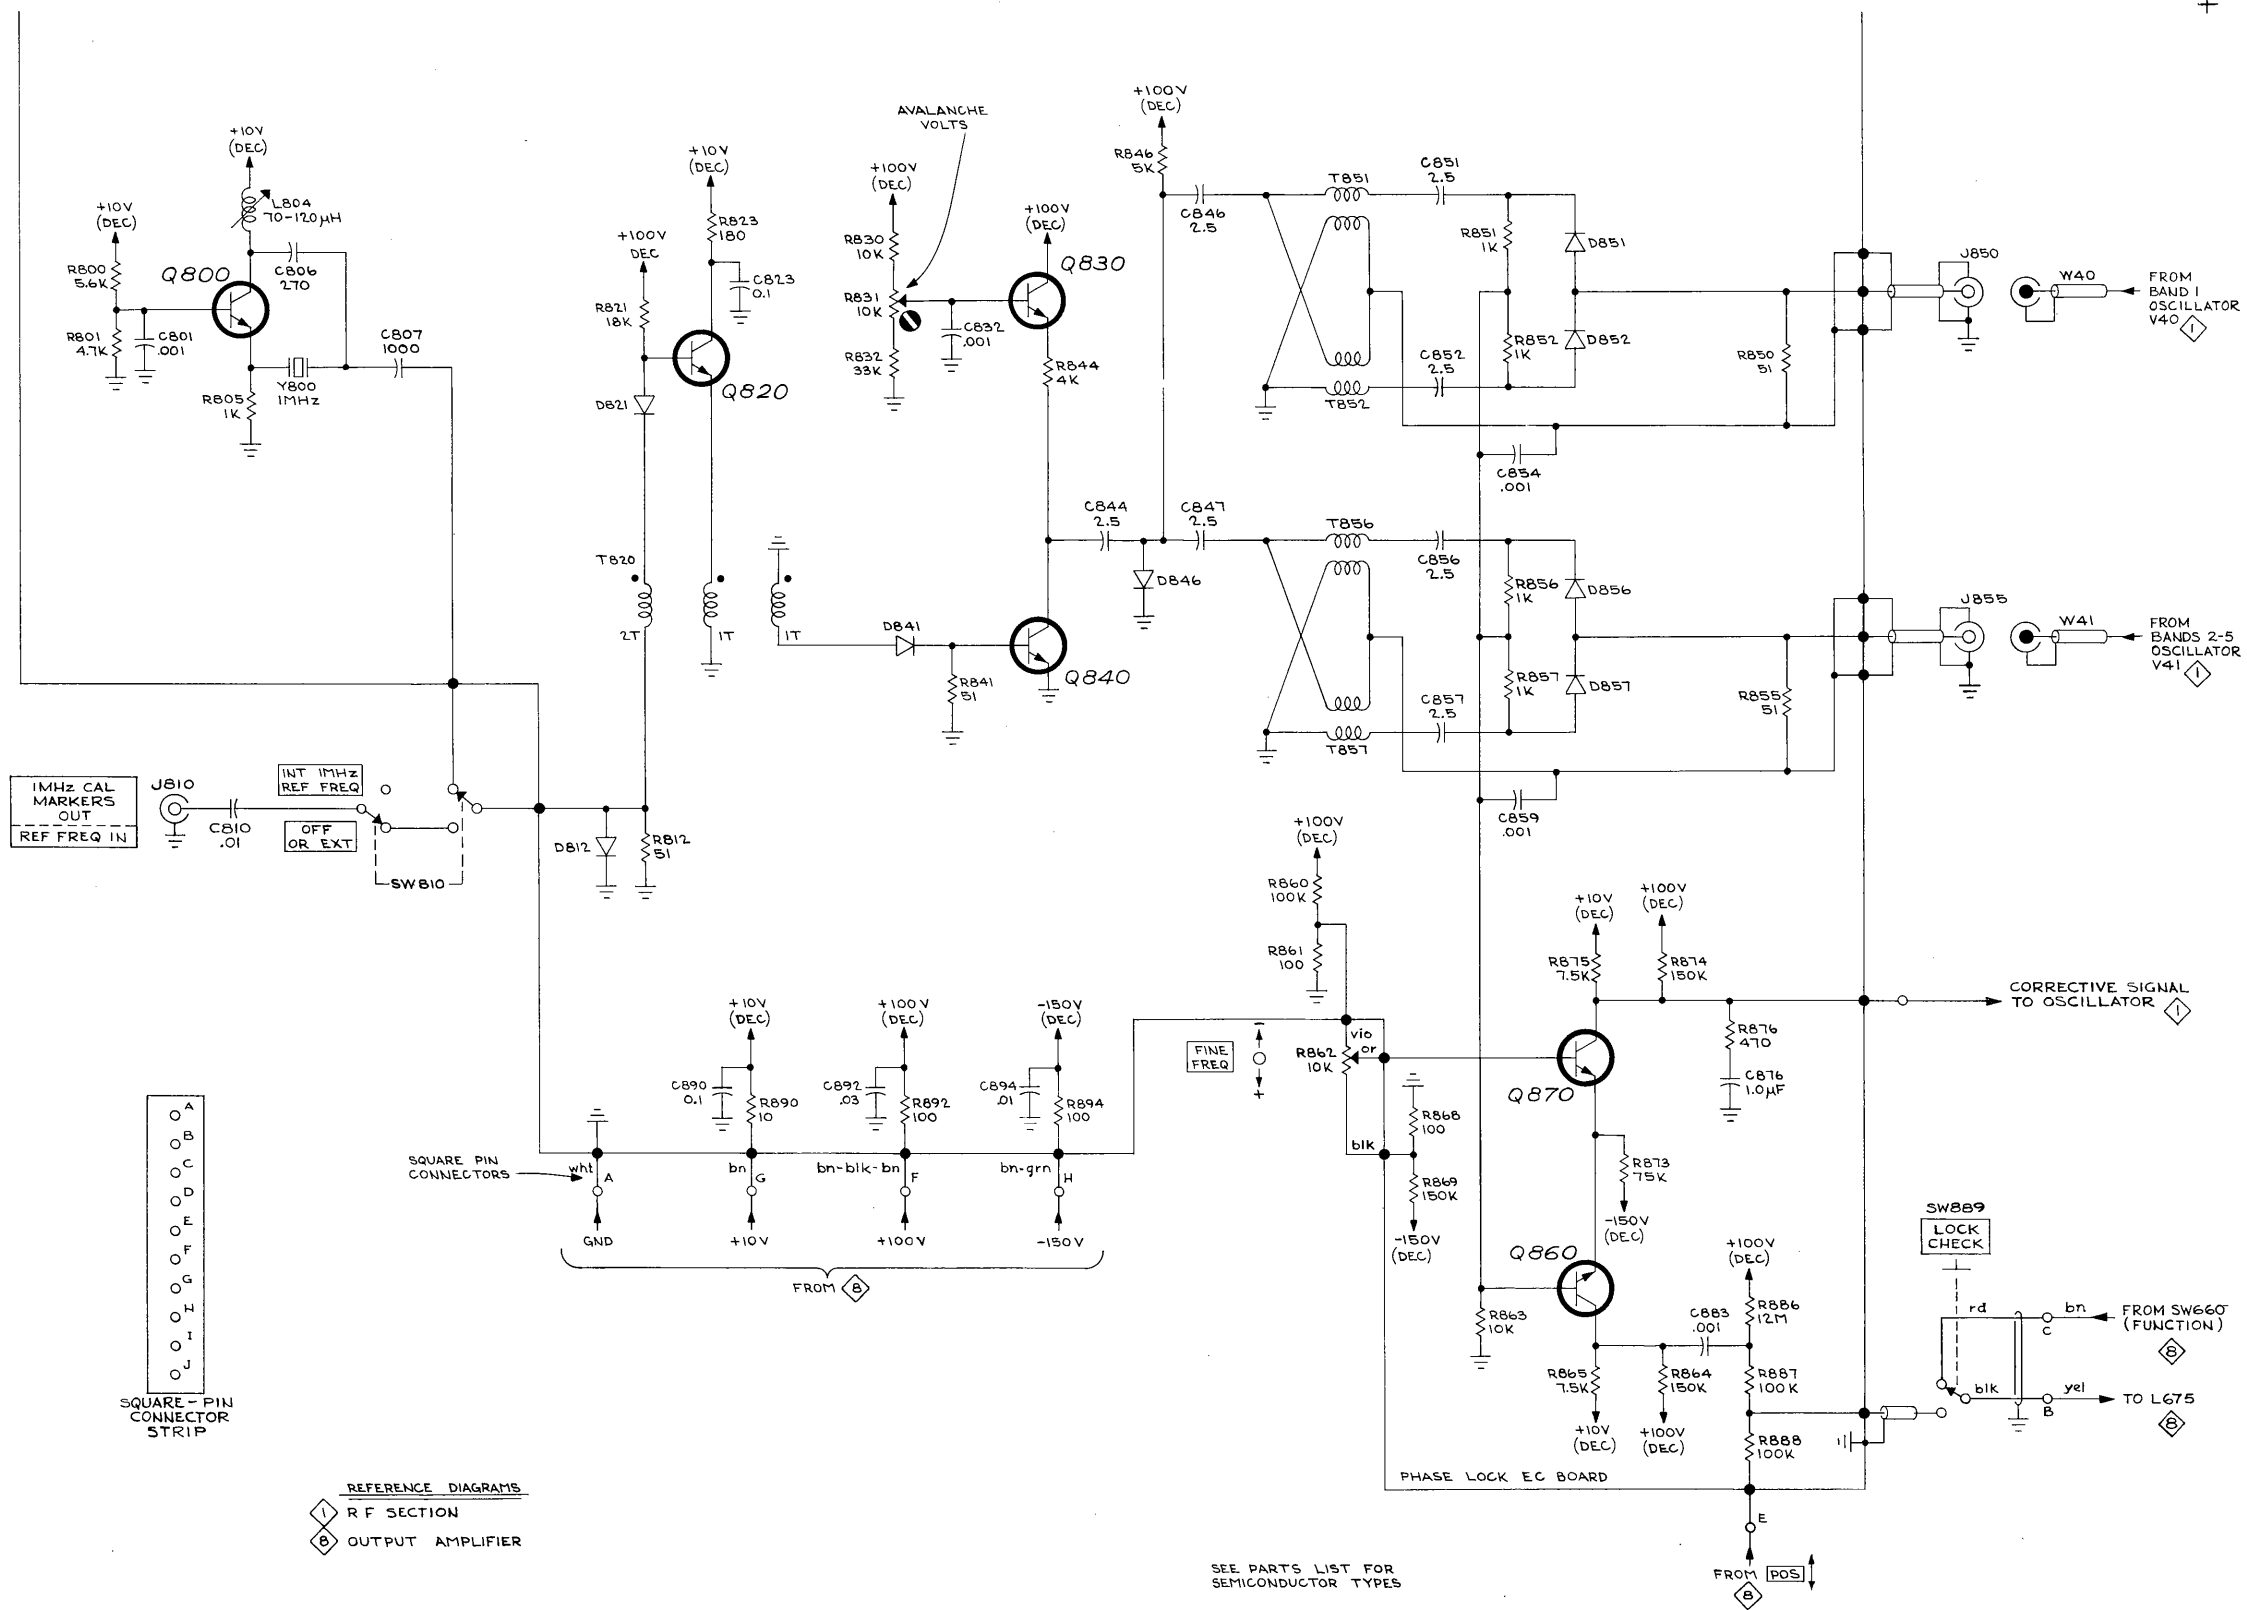 +
+10V
(DEC)
L804
70-120µH
+10V
(DEC)
R800
5.6K
Q800
C806
270
R801
4.7K
C801
.001
C807
1000
R805
1K
Y800
1MHz
+100V
DEC
R821
18K
D821
+10V
(DEC)
R823
180
C823
0.1
Q820
T820
2T
1T
1T
AVALANCHE
VOLTS
+100V
(DEC)
R830
10K
R831
10K
R832
33K
C832
.001
+100V
(DEC)
Q830
R844
4K
D841
R841
51
Q840
+100V
(DEC)
R846
5K
C846
2.5
C844
2.5
C847
2.5
D846
T851
C851
2.5
R851
1K
D851
R852
1K
D852
C852
2.5
T852
C854
.001
R850
51
J850
W40
FROM
BAND 1
OSCILLATOR
V40 1
T856
C856
2.5
R856
1K
D856
R857
1K
D857
C857
2.5
T857
C859
.001
R855
51
J855
W41
FROM
BANDS 2-5
OSCILLATOR
V41 1
1MHz CAL
MARKERS
OUT
REF FREQ IN
J810
C810
.01
INT 1MHz
REF FREQ
OFF
OR EXT
SW810
D812
R812
51
+100V
(DEC)
R860
100K
R861
100
FINE
FREQ
-
+
R862
10K
vio
or
blk
R868
100
R869
150K
-150V
(DEC)
+10V
(DEC)
R875
7.5K
+100V
(DEC)
R874
150K
Q870
R876
470
C876
1.0µF
CORRECTIVE SIGNAL
TO OSCILLATOR 1
R873
75K
-150V
(DEC)
Q860
R863
10K
R865
7.5K
+10V
(DEC)
R864
150K
+100V
(DEC)
C883
.001
+100V
(DEC)
R886
12M
R887
100K
R888
100K
SW889
LOCK
CHECK
rd
bn
C
FROM SW660
(FUNCTION)
8
blk
yel
B
TO L675
8
PHASE LOCK EC BOARD
E
FROM POS
8
+10V
(DEC)
C890
0.1
R890
10
+100V
(DEC)
C892
.03
R892
100
-150V
(DEC)
C894
.01
R894
100
SQUARE PIN
CONNECTORS
wht
A
bn
G
bn-blk-bn
F
bn-grn
H
GND
+10V
+100V
-150V
FROM 8
A
B
C
D
E
F
G
H
I
J
SQUARE-PIN
CONNECTOR
STRIP
REFERENCE DIAGRAMS
1 RF SECTION
8 OUTPUT AMPLIFIER
SEE PARTS LIST FOR
SEMICONDUCTOR TYPES